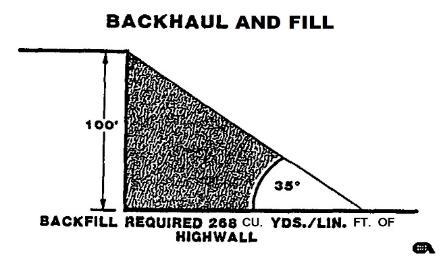 BACKHAUL AND FILL
100'
35°
BACKFILL REQUIRED 268 CU. YDS./LIN. FT. OF
HIGHWALL